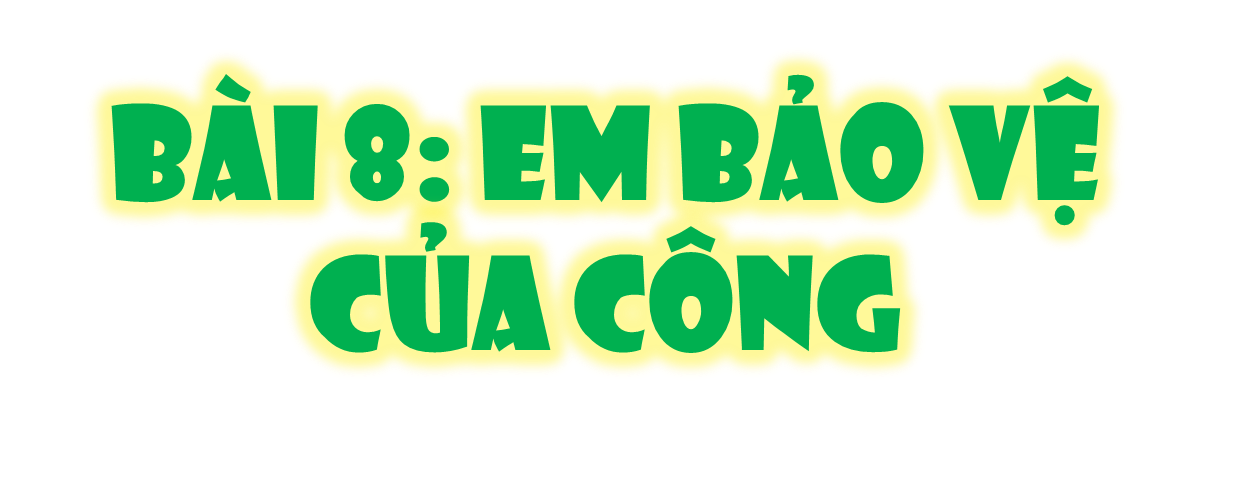 BÀI 8: EM BẢO VỆ
CỦA CÔNG